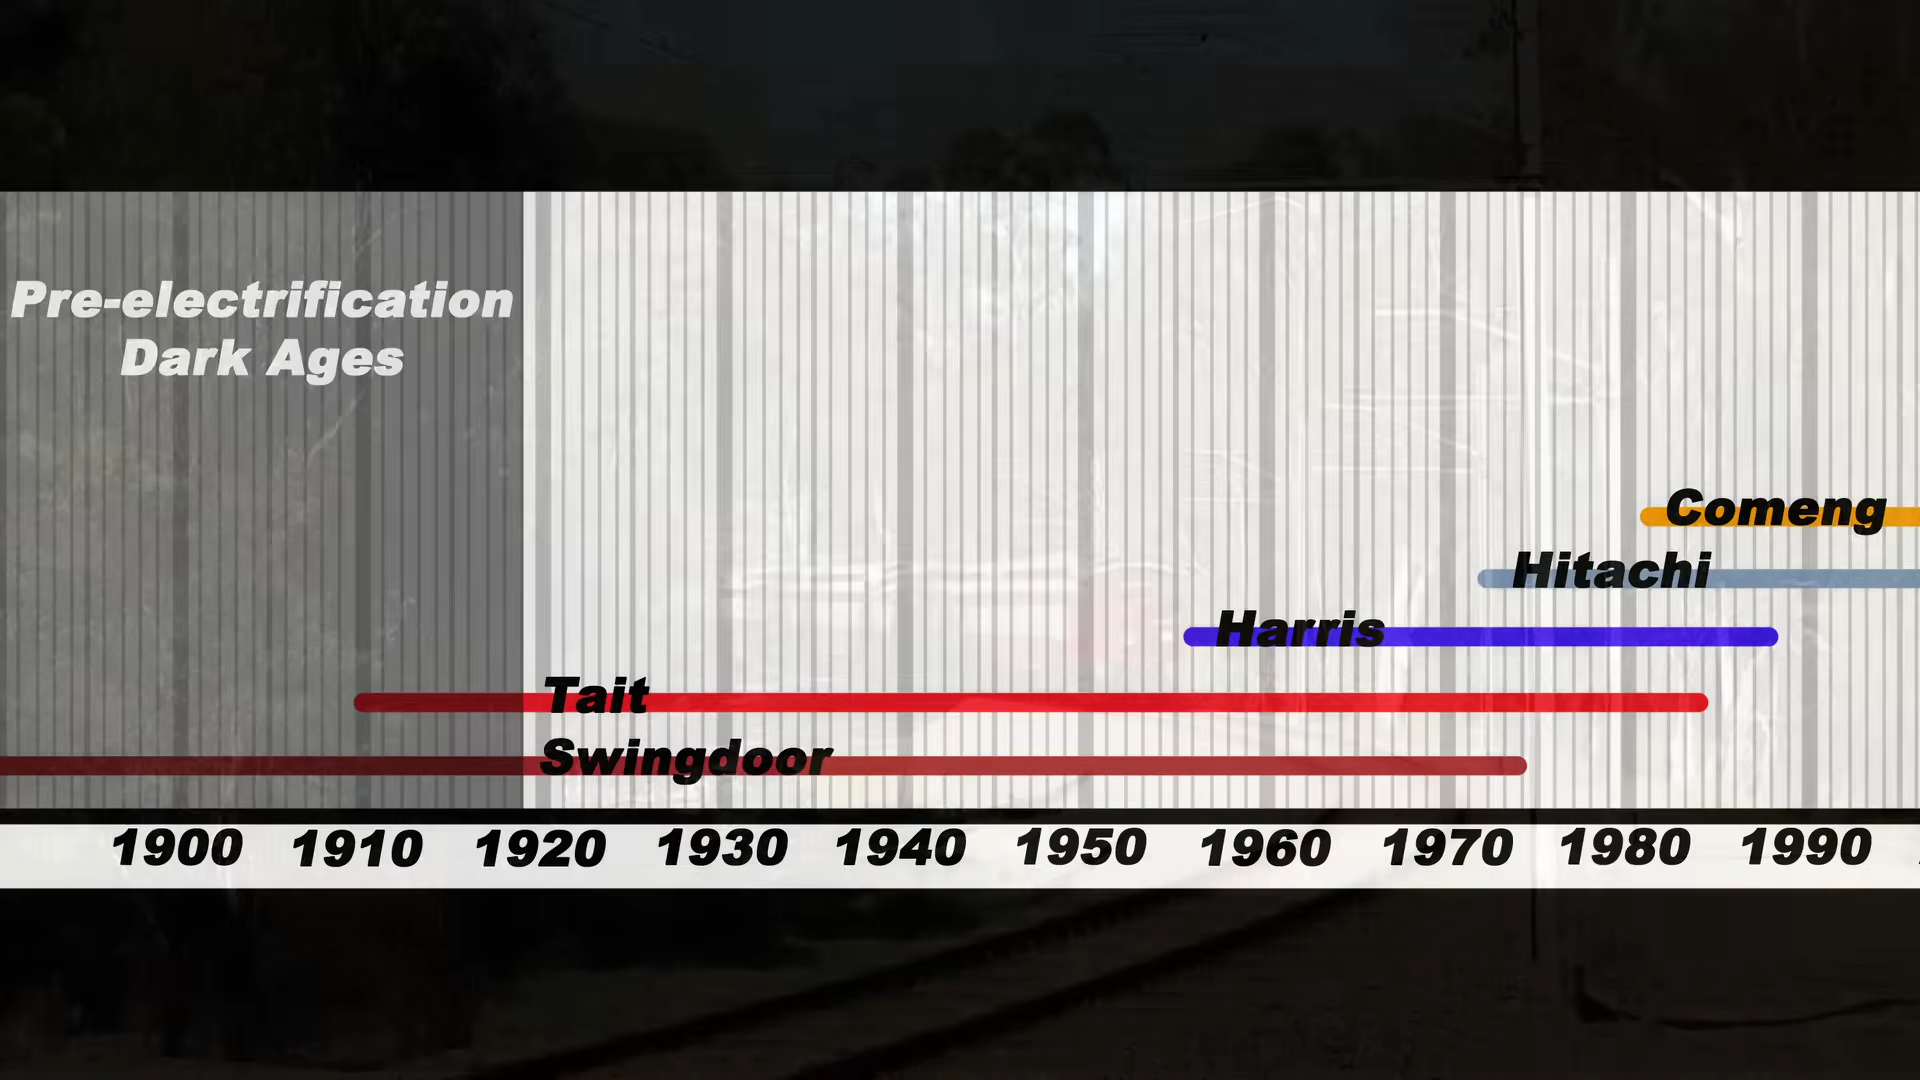 Pre-electrification
Dark Ages
Comeng
Hitachi
Harris
Tait
Swingdoor
1900 1910 1920 1930 1940 1950 1960 1970 1980 1990